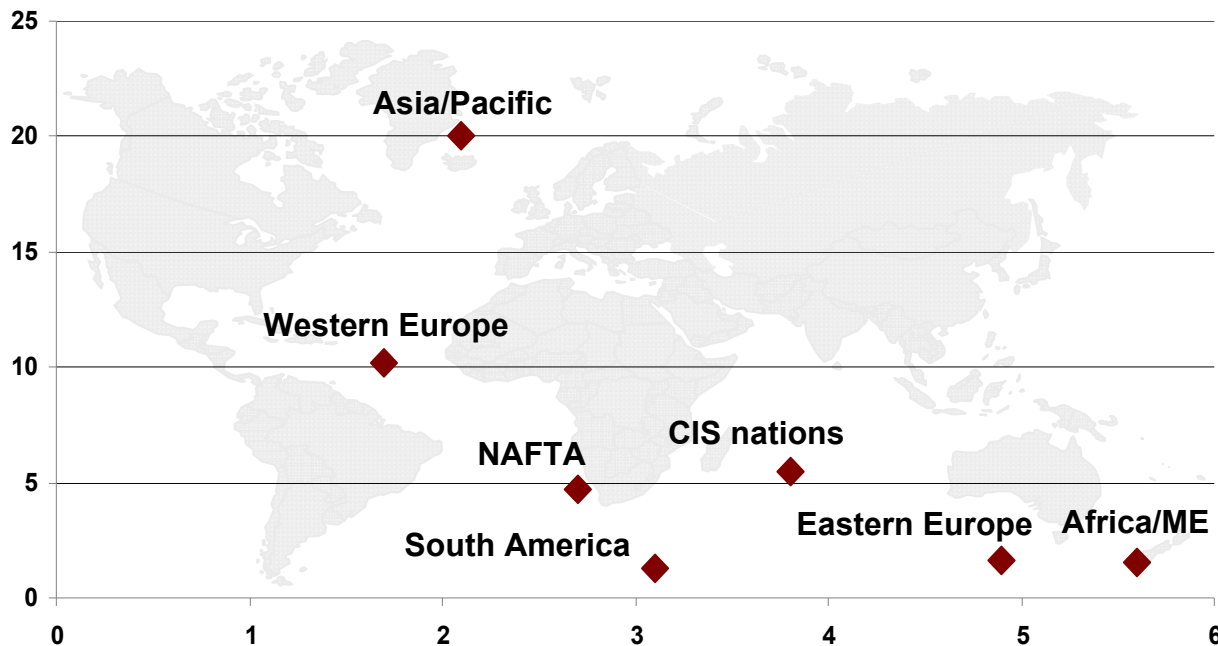 25
Asia/Pacific
20
15
Western Europe
10
CIS nations
NAFTA
5
Eastern Europe Africa/ME
South America
0
0 1 2 3 4 5 6